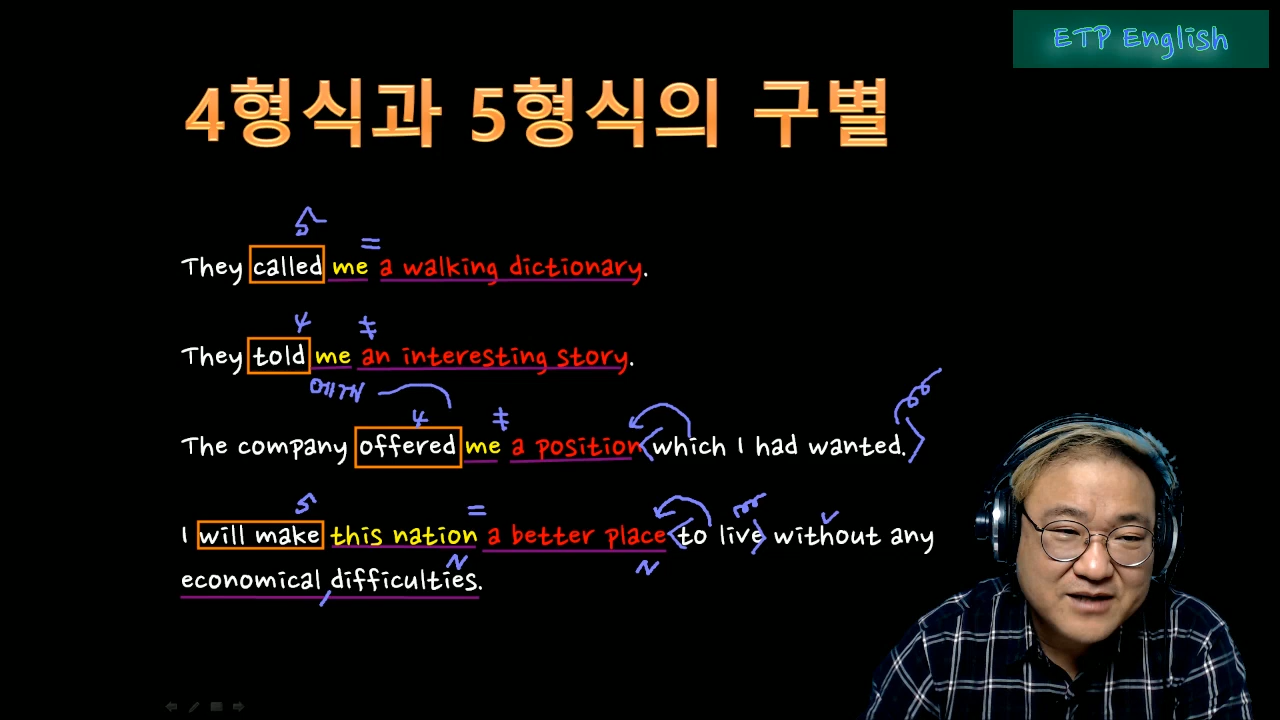 ETP English
4형식과 5형식의 구별
5
=
They called me a walking dictionary.
4 ≠
They told me an interesting story.
에게
4 ≠
The company offered me a position which I had wanted.
5 =
I will make this nation a better place to live without any
N N
economical difficulties.